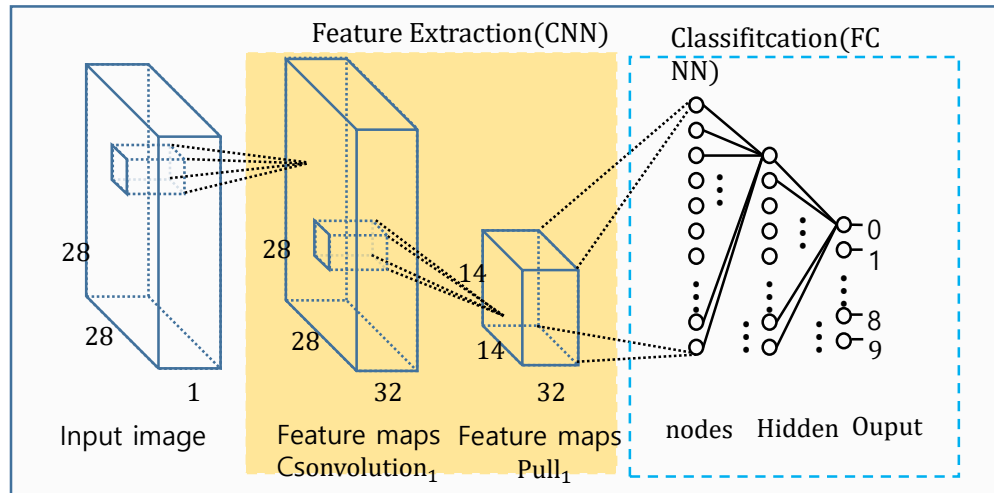 Feature Extraction(CNN)
Classifitcation(FC
NN)
28
28
1
28
28
32
14
14
32
0
1
8
9
Input image
Feature maps
Csonvolution₁
Feature maps
Pull₁
nodes
Hidden
Ouput